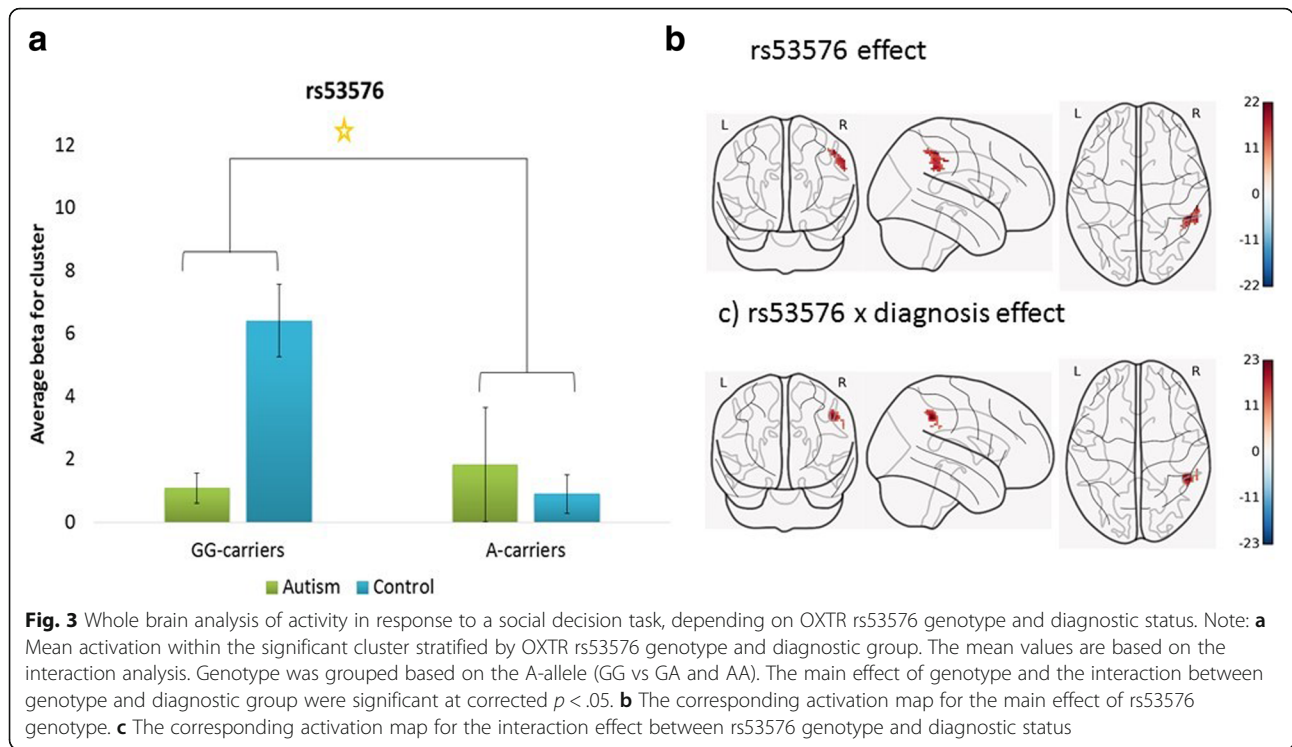 a
rs53576
Average beta for cluster
12
10
8
6
4
2
0
GG-carriers A-carriers
Autism Control
b
rs53576 effect
L R L R
22
11
0
-11
-22
c) rs53576 x diagnosis effect
L R L R
23
11
0
-11
-23
Fig. 3 Whole brain analysis of activity in response to a social decision task, depending on OXTR rs53576 genotype and diagnostic status. Note: a
Mean activation within the significant cluster stratified by OXTR rs53576 genotype and diagnostic group. The mean values are based on the
interaction analysis. Genotype was grouped based on the A-allele (GG vs GA and AA). The main effect of genotype and the interaction between
genotype and diagnostic group were significant at corrected p < .05. b The corresponding activation map for the main effect of rs53576
genotype. c The corresponding activation map for the interaction effect between rs53576 genotype and diagnostic status